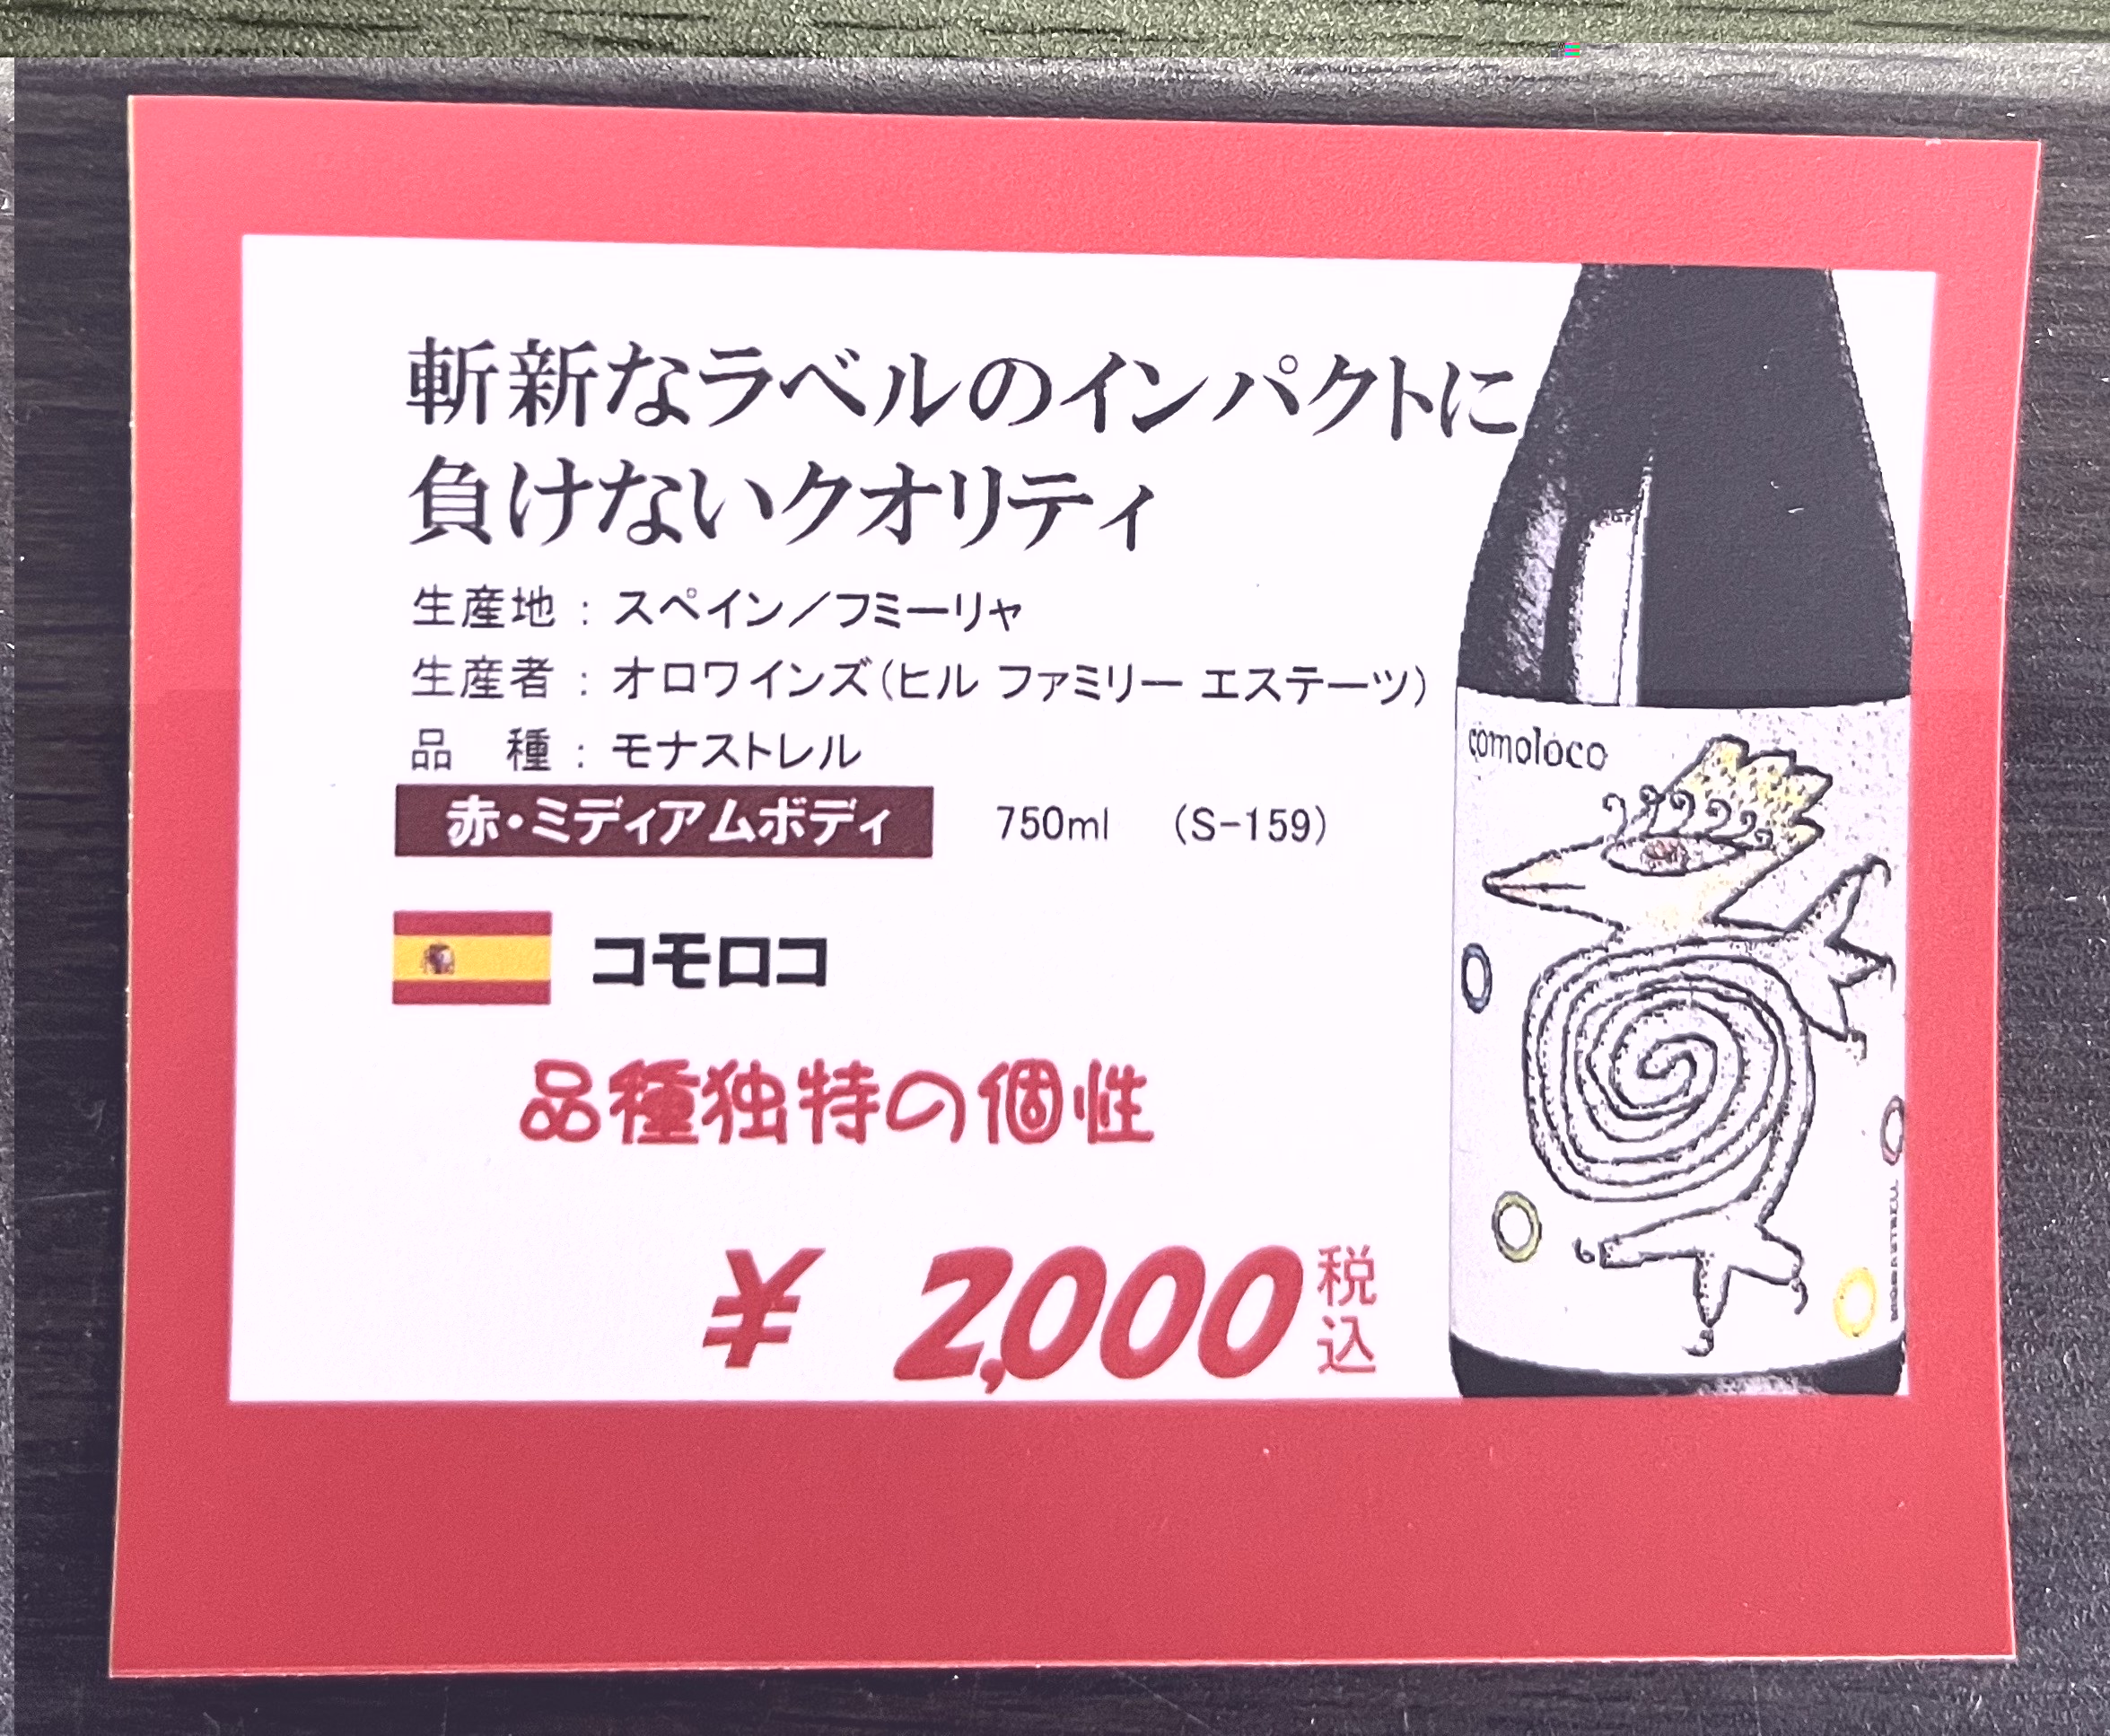 斬新なラベルのインパクトに
負けないクオリティ
生産地：スペイン／フミーリャ
生産者：オロワインズ（ヒル ファミリー エステーツ）
品　種：モナストレル
赤・ミディアムボディ 750ml （S-159）
コモロコ
品種独特の個性
¥ 2,000 税込
comoloco
MONASTRELL